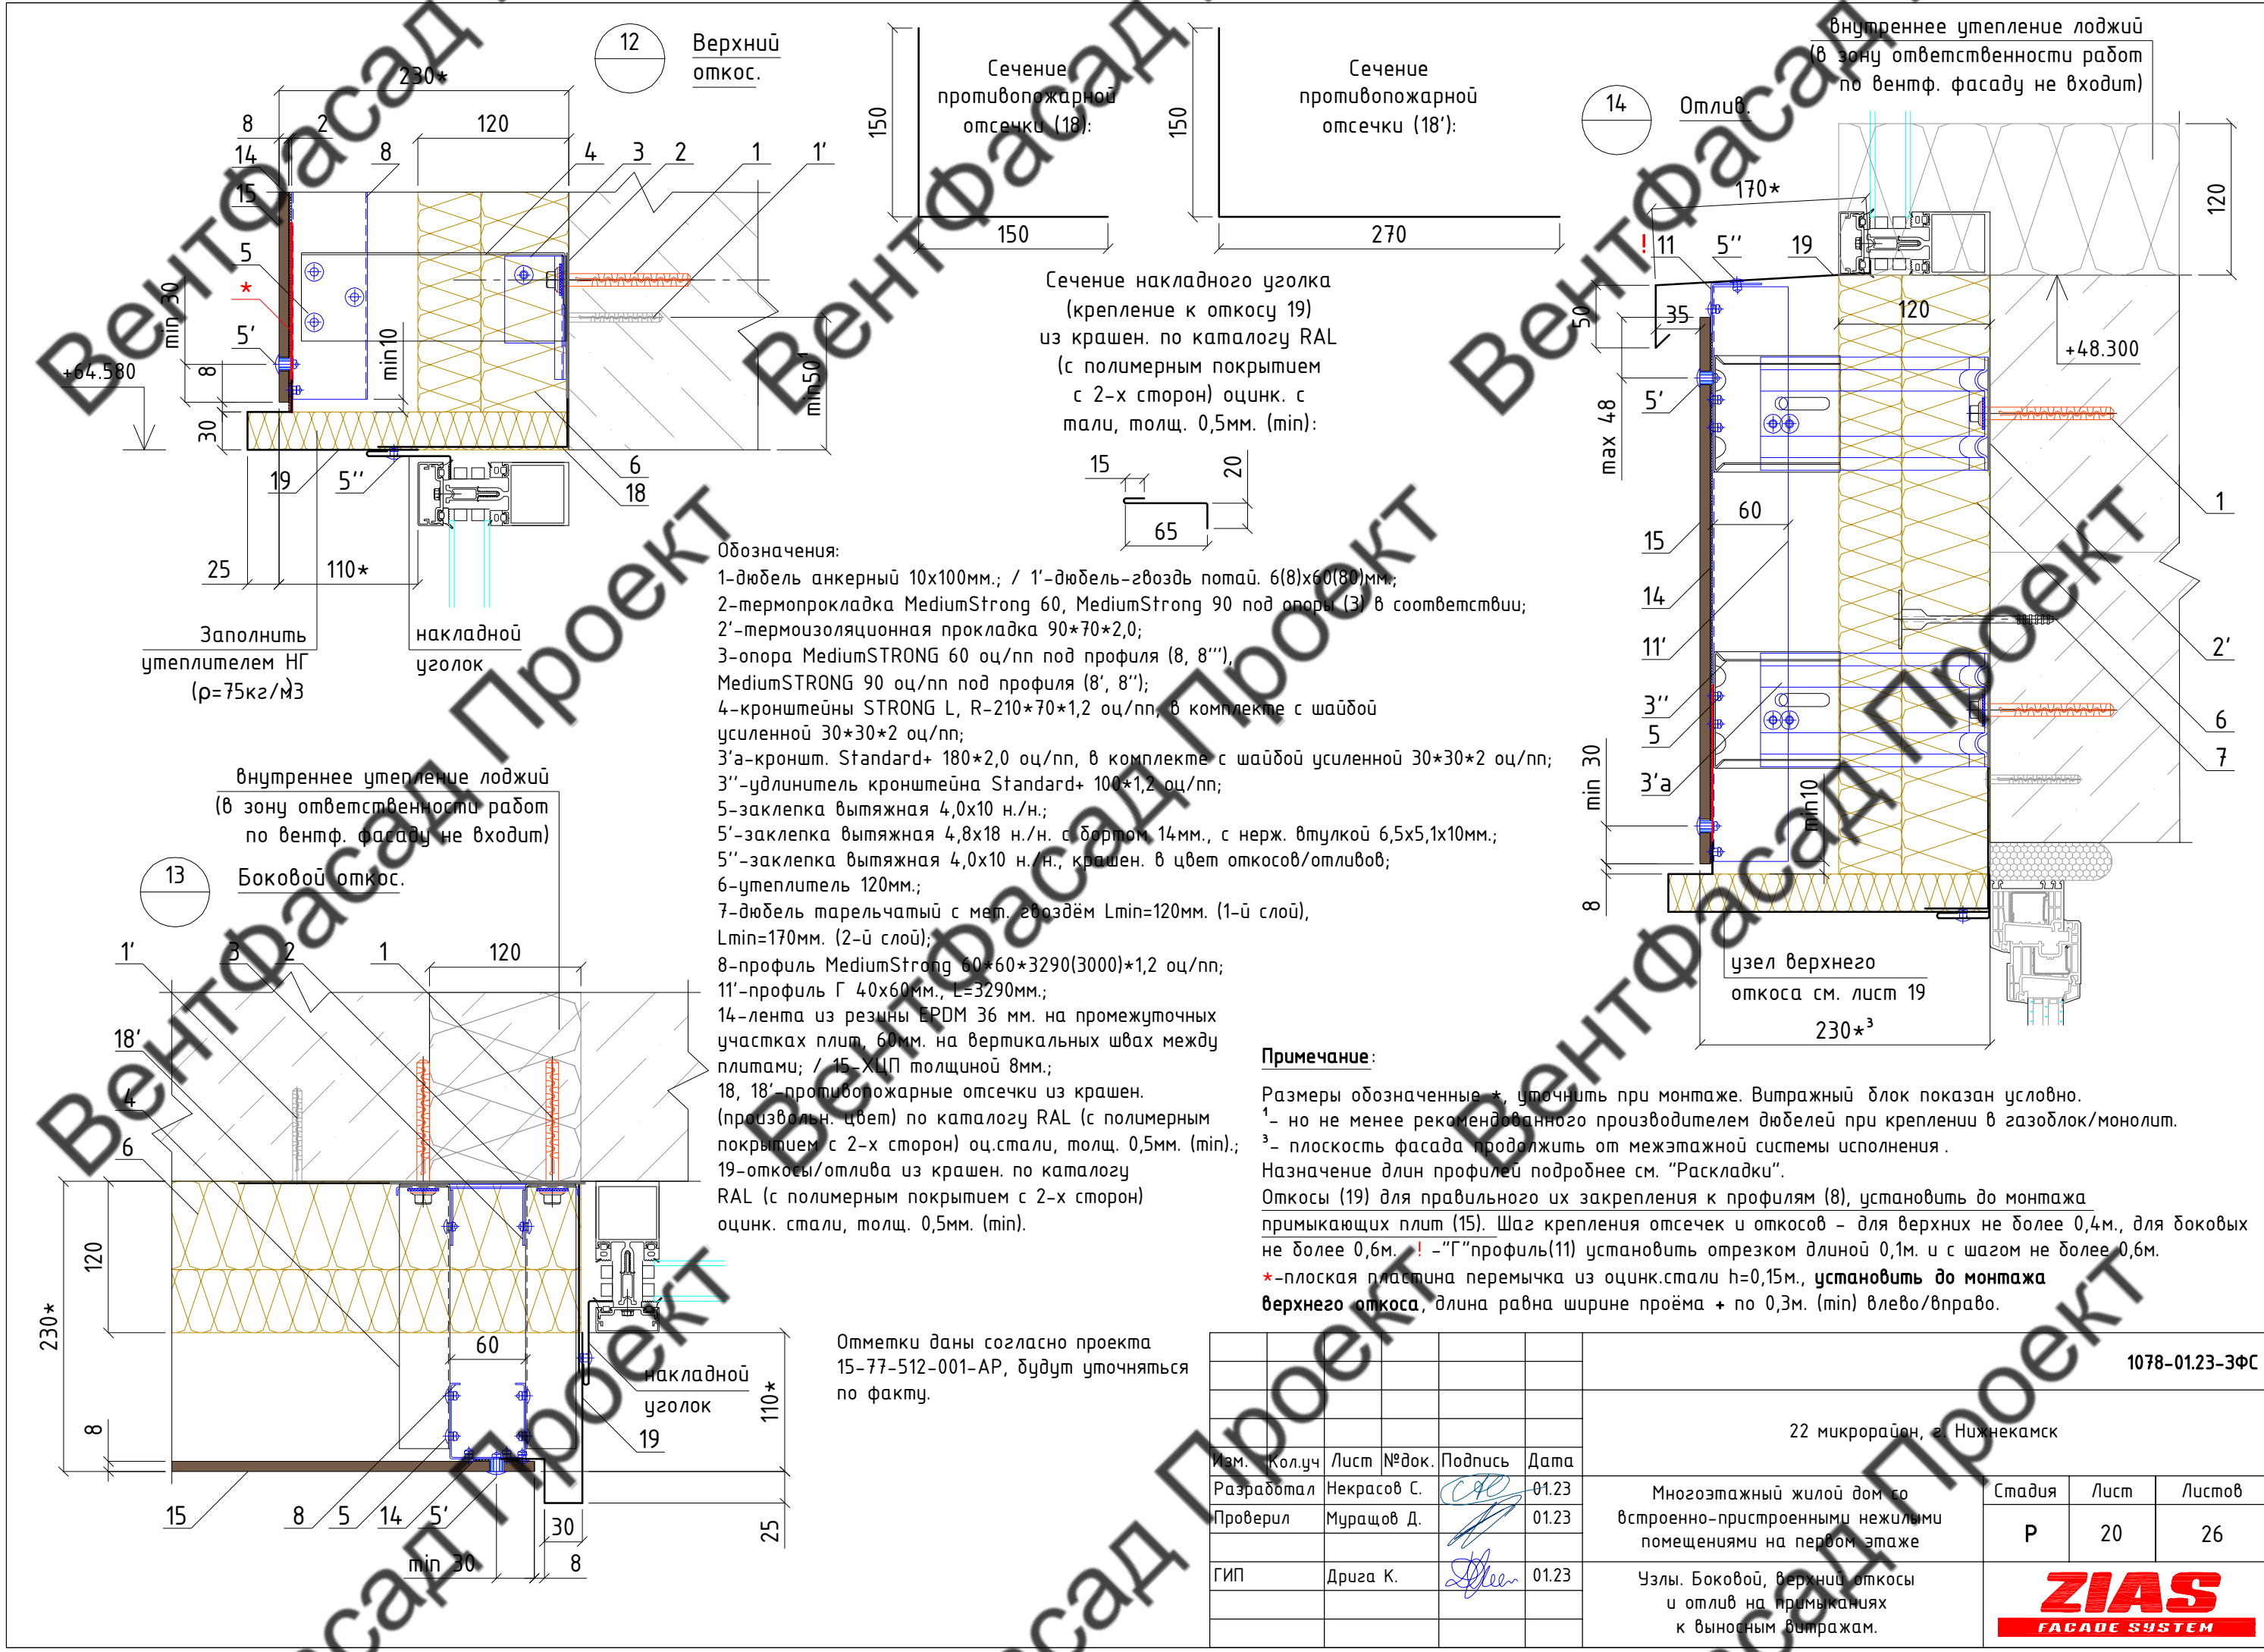 12
Верхний
откос.
230*
8
2
120
14
15
8
4
3
2
1
1'
5
*
min 30
5'
+64.580
8
30
min10
min50¹
6
18
19
5''
25
110*
Заполнить
утеплителем НГ
(ρ=75кг/м3)
накладной
уголок
Сечение
противопожарной
отсечки (18):
150
150
Сечение
противопожарной
отсечки (18'):
150
270
Сечение накладного уголка
(крепление к откосу 19)
из крашен. по каталогу RAL
(с полимерным покрытием
с 2-х сторон) оцинк. с
тали, толщ. 0,5мм. (min):
15
20
65
14
Отлив.
внутреннее утепление лоджий
(в зону ответственности работ
по вентф. фасаду не входит)
170*
120
! 11
5''
19
50
35
120
+48.300
5'
max 48
60
1
15
14
11'
2'
3''
5
6
7
3'а
min 30
min10
8
узел верхнего
откоса см. лист 19
230*³
Обозначения:
1-дюбель анкерный 10х100мм.; / 1'-дюбель-гвоздь потай. 6(8)х60(80)мм.;
2-термопрокладка MediumStrong 60, MediumStrong 90 под опоры (3) в соответствии;
2'-термоизоляционная прокладка 90*70*2,0;
3-опора MediumSTRONG 60 оц/пп под профиля (8, 8'''),
MediumSTRONG 90 оц/пп под профиля (8', 8'');
4-кронштейны STRONG L, R-210*70*1,2 оц/пп, в комплекте с шайбой
усиленной 30*30*2 оц/пп;
3'а-кроншт. Standard+ 180*2,0 оц/пп, в комплекте с шайбой усиленной 30*30*2 оц/пп;
3''-удлинитель кронштейна Standard+ 100*1,2 оц/пп;
5-заклепка вытяжная 4,0х10 н./н.;
5'-заклепка вытяжная 4,8х18 н./н. с бортом 14мм., с нерж. втулкой 6,5х5,1х10мм.;
5''-заклепка вытяжная 4,0х10 н./н., крашен. в цвет откосов/отливов;
6-утеплитель 120мм.;
7-дюбель тарельчатый с мет. гвоздём Lmin=120мм. (1-й слой),
Lmin=170мм. (2-й слой);
8-профиль MediumStrong 60*60*3290(3000)*1,2 оц/пп;
11'-профиль Г 40х60мм., L=3290мм.;
14-лента из резины EPDM 36 мм. на промежуточных
участках плит, 60мм. на вертикальных швах между
плитами; / 15-ХЦП толщиной 8мм.;
18, 18'-противопожарные отсечки из крашен.
(произвольн. цвет) по каталогу RAL (с полимерным
покрытием с 2-х сторон) оц.стали, толщ. 0,5мм. (min).;
19-откосы/отлива из крашен. по каталогу
RAL (с полимерным покрытием с 2-х сторон)
оцинк. стали, толщ. 0,5мм. (min).
внутреннее утепление лоджий
(в зону ответственности работ
по вентф. фасаду не входит)
13
Боковой откос.
1'
3
2
1
120
18'
4
6
120
230*
60
8
накладной
уголок
110*
19
15
8
5
14
5'
30
25
min 30
8
Отметки даны согласно проекта
15-77-512-001-АР, будут уточняться
по факту.
Примечание:
Размеры обозначенные *, уточнить при монтаже. Витражный блок показан условно.
¹- но не менее рекомендованного производителем дюбелей при креплении в газоблок/монолит.
³- плоскость фасада продолжить от межэтажной системы исполнения .
Назначение длин профилей подробнее см. "Раскладки".
Откосы (19) для правильного их закрепления к профилям (8), установить до монтажа
примыкающих плит (15). Шаг крепления отсечек и откосов - для верхних не более 0,4м., для боковых
не более 0,6м. ! -"Г"профиль(11) установить отрезком длиной 0,1м. и с шагом не более 0,6м.
*-плоская пластина перемычка из оцинк.стали h=0,15м., установить до монтажа
верхнего откоса, длина равна ширине проёма + по 0,3м. (min) влево/вправо.
1078-01.23-ЗФС
22 микрорайон, г. Нижнекамск
Изм. Кол.уч Лист №док. Подпись Дата
Разработал Некрасов С. 01.23
Проверил Муращов Д. 01.23
ГИП Дрига К. 01.23
Многоэтажный жилой дом со
встроенно-пристроенными нежилыми
помещениями на первом этаже
Стадия Лист Листов
Р 20 26
Узлы. Боковой, верхний откосы
и отлив на примыканиях
к выносным витражам.
ZIAS
FACADE SYSTEM
ВентФасад Проект
ВентФасад Проект
ВентФасад Проект
ВентФасад Проект
ВентФасад Проект
ВентФасад Проект